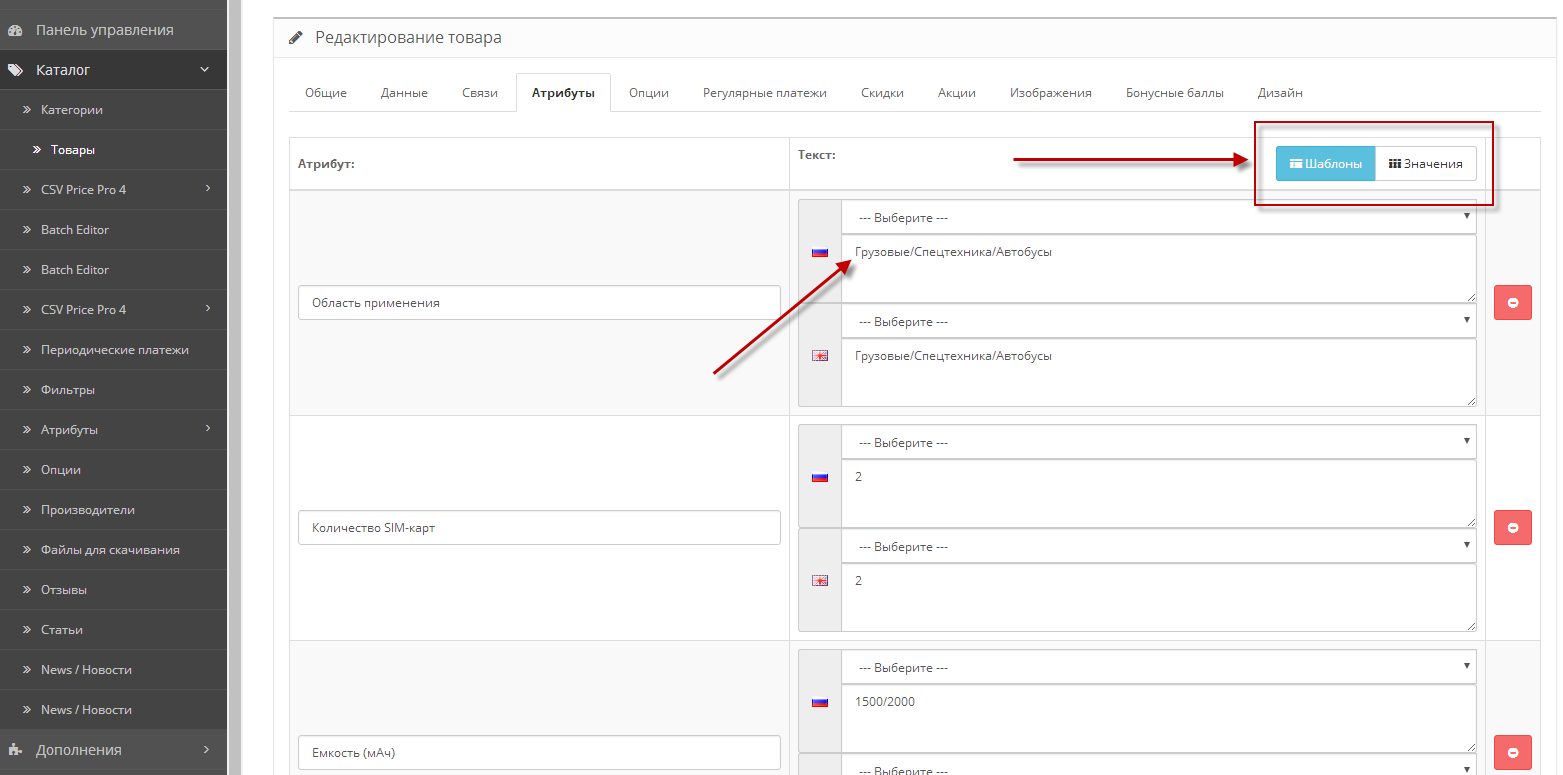 Панель управления
Каталог
Категории
Товары
CSV Price Pro 4
Batch Editor
Batch Editor
CSV Price Pro 4
Периодические платежи
Фильтры
Атрибуты
Опции
Производители
Файлы для скачивания
Отзывы
Статьи
News / Новости
News / Новости
Дополнения
Редактирование товара
Общие Данные Связи Атрибуты Опции Регулярные платежи Скидки Акции Изображения Бонусные баллы Дизайн
Атрибут: Текст: Шаблоны Значения
--- Выберите ---
Грузовые/Спецтехника/Автобусы
Область применения
--- Выберите ---
Грузовые/Спецтехника/Автобусы
--- Выберите ---
2
Количество SIM-карт
--- Выберите ---
2
--- Выберите ---
1500/2000
Емкость (мАч)
--- Выберите ---